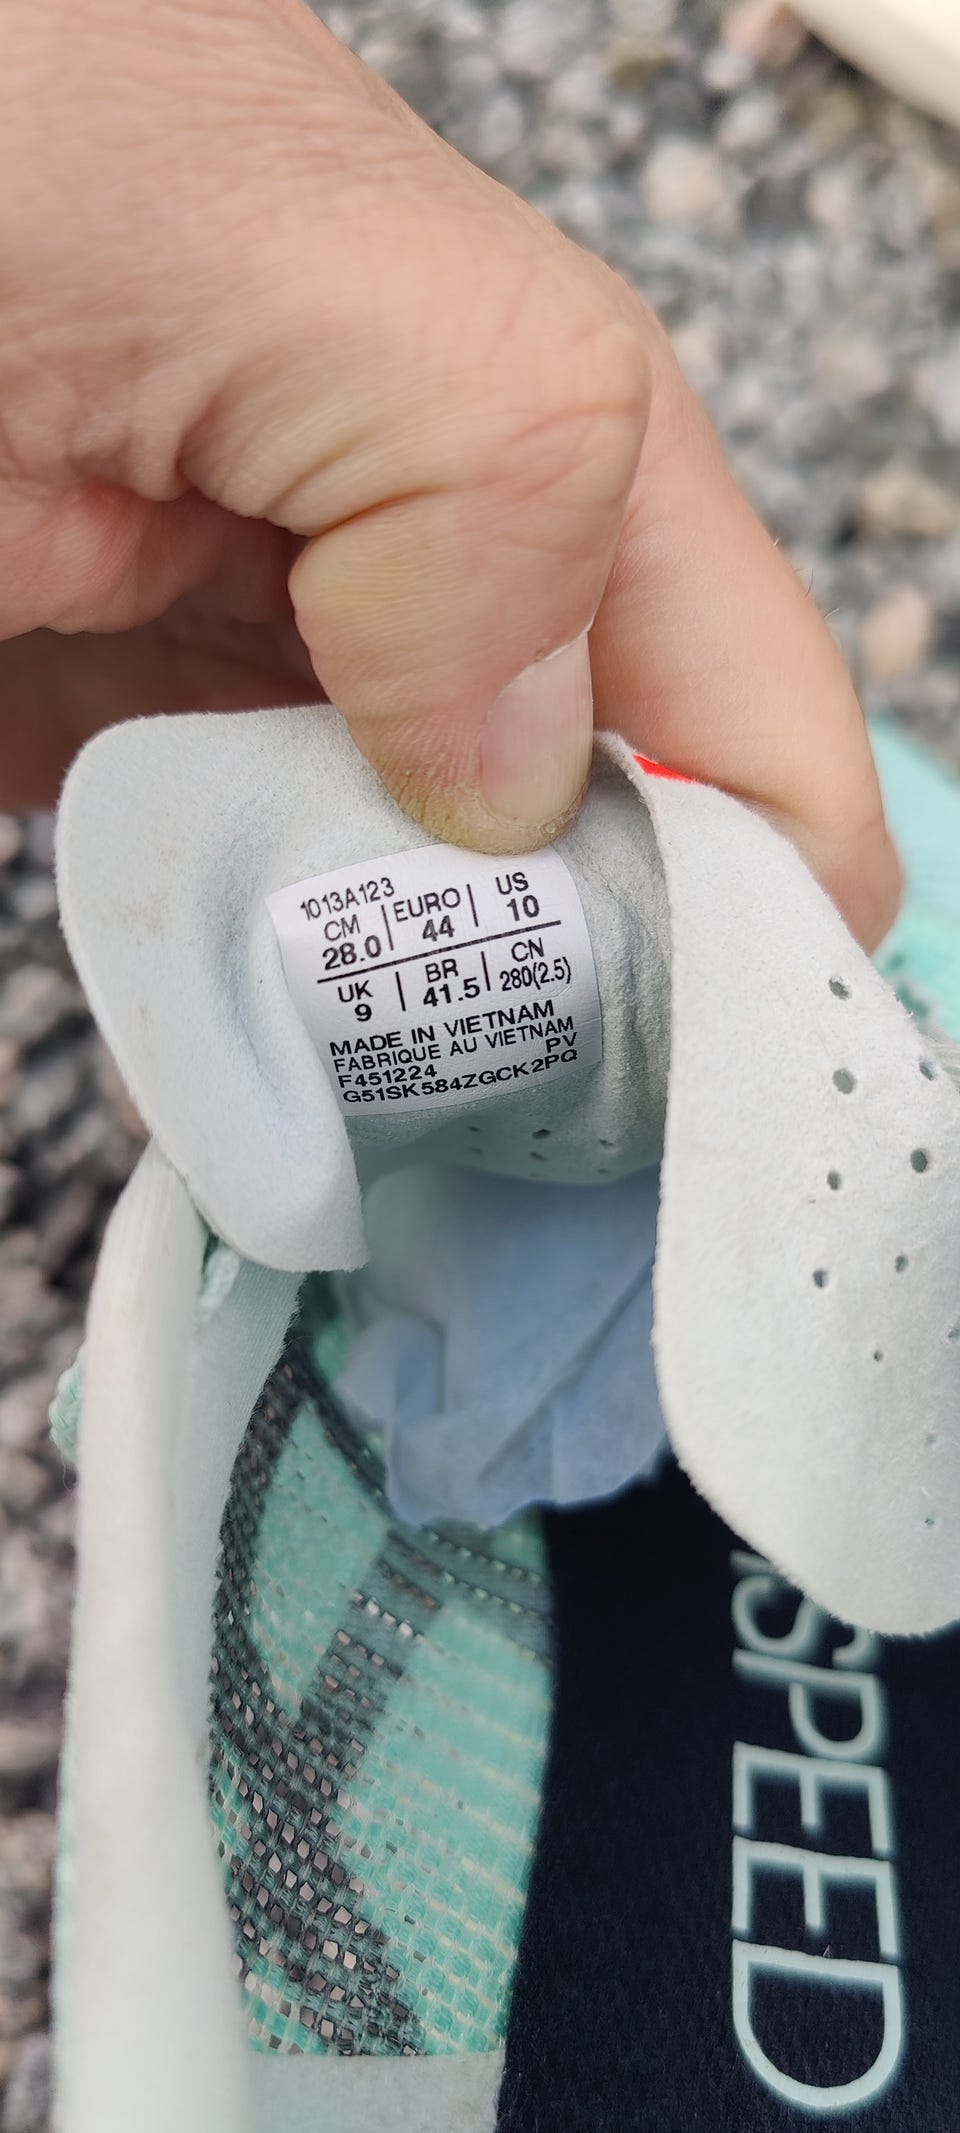 1013A123
CM | EURO | US
28.0 | 44 | 10
UK | BR | CN
9 | 41.5 | 280(2.5)
MADE IN VIETNAM
FABRIQUE AU VIETNAM
F451224 PV
G51SK584ZGCK2PQ
SPEED